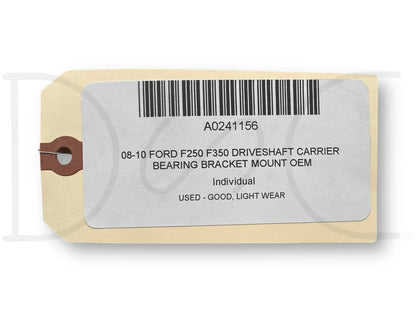 A0241156
08-10 FORD F250 F350 DRIVESHAFT CARRIER
BEARING BRACKET MOUNT OEM
Individual
USED - GOOD, LIGHT WEAR